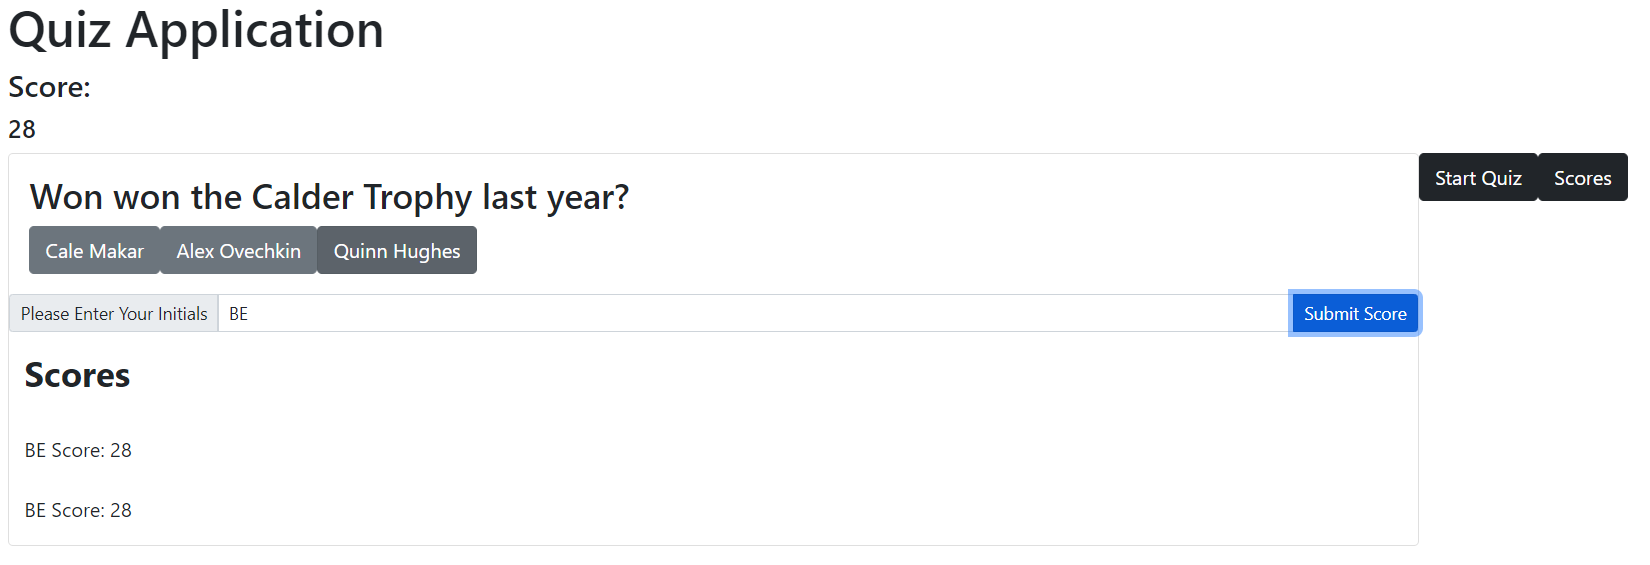 Quiz Application
Score:
28
Won won the Calder Trophy last year?
Start Quiz Scores
Cale Makar Alex Ovechkin Quinn Hughes
Please Enter Your Initials BE Submit Score
Scores
BE Score: 28
BE Score: 28